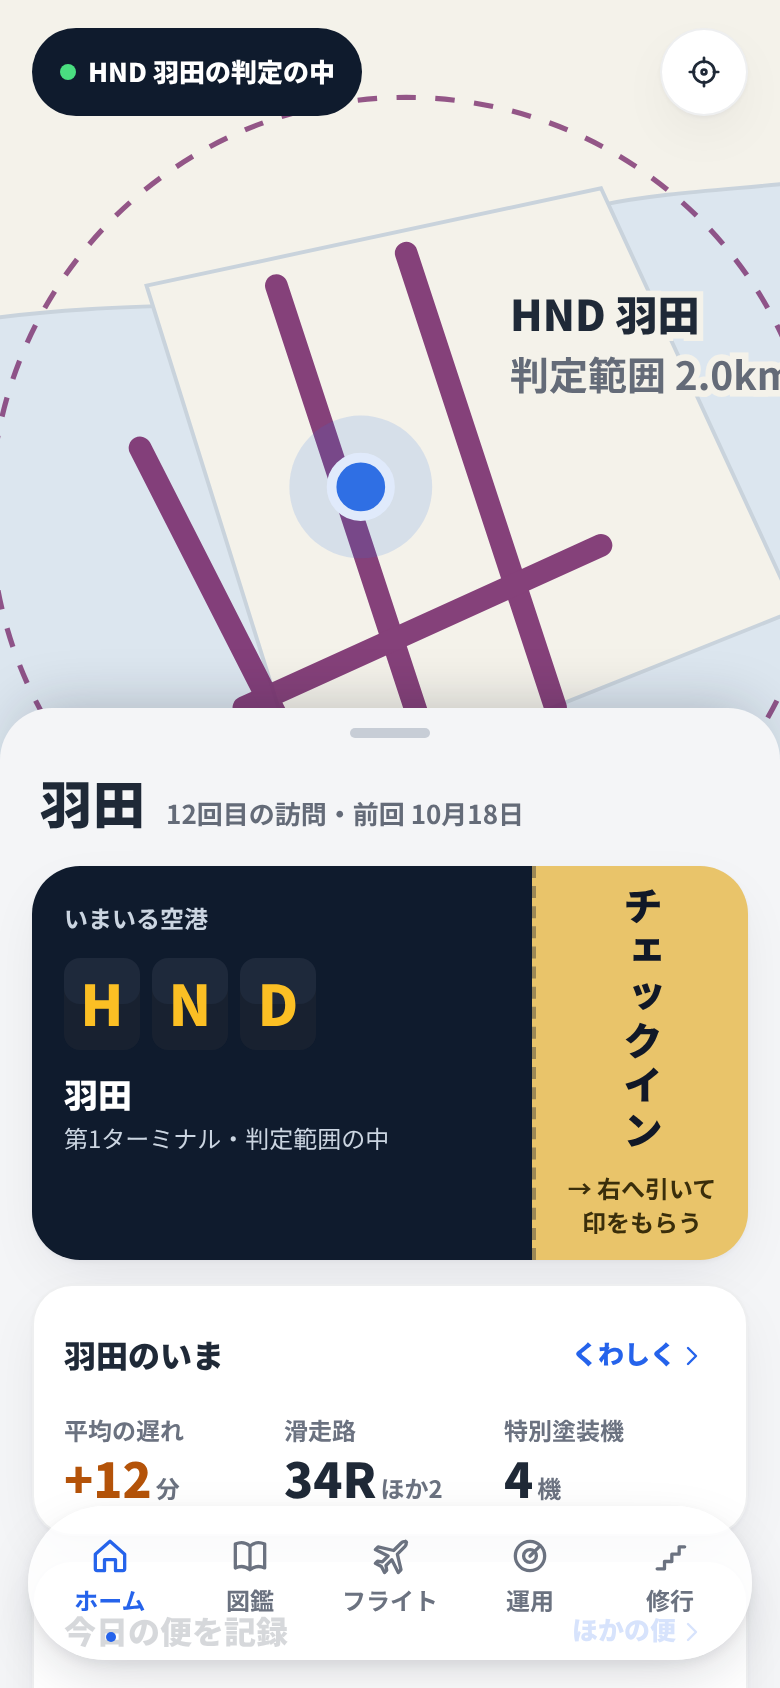 HND 羽田の判定の中
HND 羽田
判定範囲 2.0km
羽田
12回目の訪問・前回 10月18日
いまいる空港
HND
羽田
第1ターミナル・判定範囲の中
チェックイン
→ 右へ引いて
印をもらう
羽田のいま
くわしく
平均の遅れ
滑走路
特別塗装機
+12分
34Rほか2
4機
ホーム
図鑑
フライト
運用
修行
今日の便を記録
ほかの便